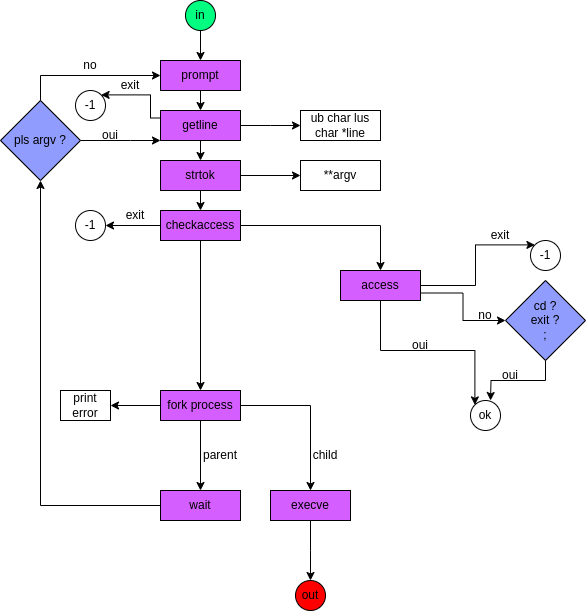 in
no
prompt
exit
-1
pls argv ?
oui
getline
ub char lus
char *line
strtok
**argv
exit
-1
checkaccess
exit
-1
access
no
cd ?
exit ?
;
oui
oui
ok
print
error
fork process
parent
child
wait
execve
out